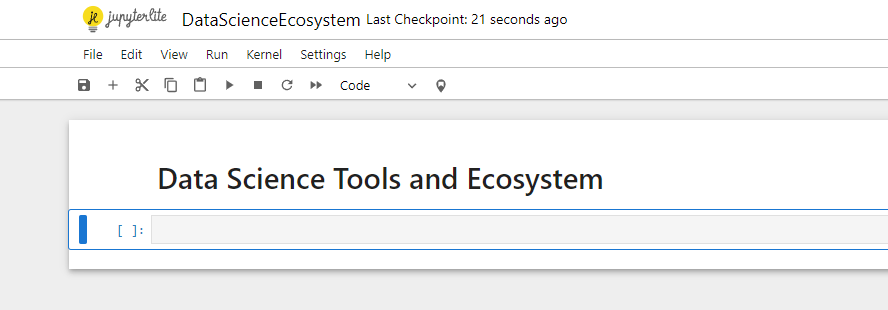 jupyterlite DataScienceEcosystem Last Checkpoint: 21 seconds ago
File Edit View Run Kernel Settings Help
Code
Data Science Tools and Ecosystem
[ ]: